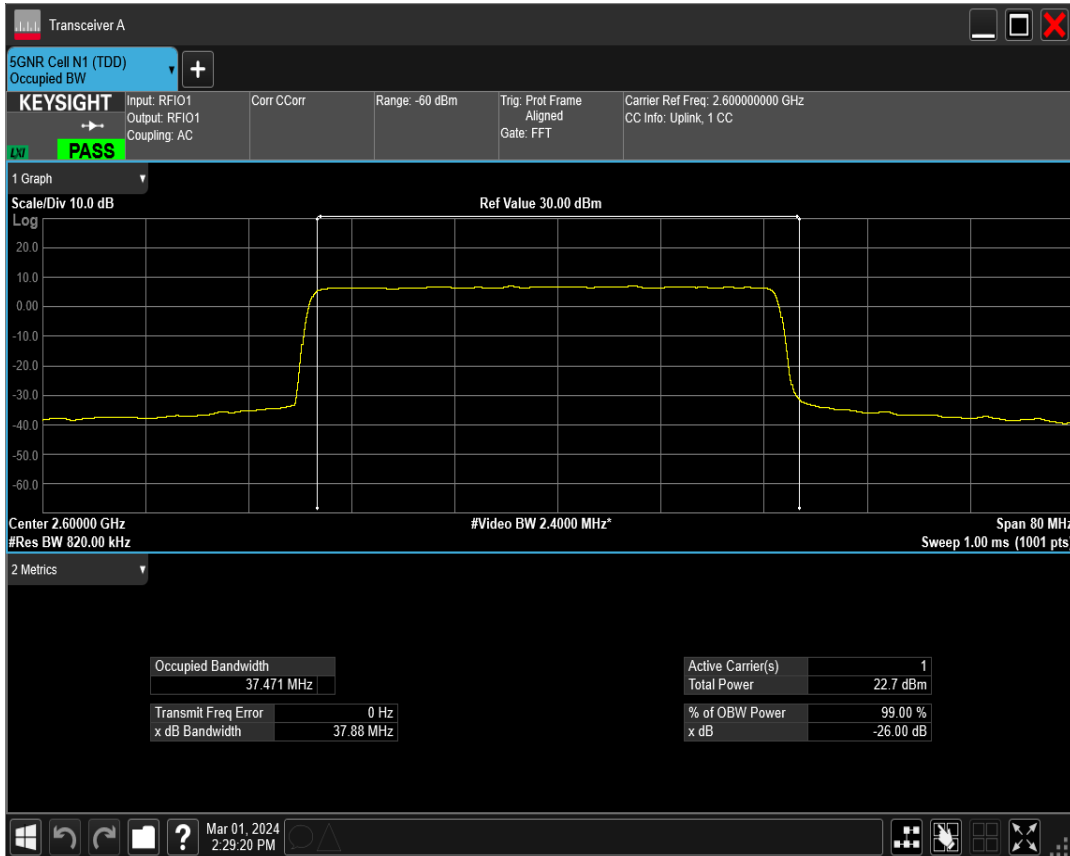 Transceiver A
5GNR Cell N1 (TDD)
Occupied BW
+
KEYSIGHT
LXI
PASS
Input: RFIO1
Output: RFIO1
Coupling: AC
Corr CCorr
Range: -60 dBm
Trig: Prot Frame
Aligned
Gate: FFT
Carrier Ref Freq: 2.600000000 GHz
CC Info: Uplink, 1 CC
1 Graph
Scale/Div 10.0 dB
Ref Value 30.00 dBm
Log
20.0
10.0
0.00
-10.0
-20.0
-30.0
-40.0
-50.0
-60.0
Center 2.60000 GHz
#Video BW 2.4000 MHz*
Span 80 MHz
#Res BW 820.00 kHz
Sweep 1.00 ms (1001 pts)
2 Metrics
Occupied Bandwidth
37.471 MHz
Transmit Freq Error 0 Hz
x dB Bandwidth 37.88 MHz
Active Carrier(s) 1
Total Power 22.7 dBm
% of OBW Power 99.00 %
x dB -26.00 dB
?
Mar 01, 2024
2:29:20 PM